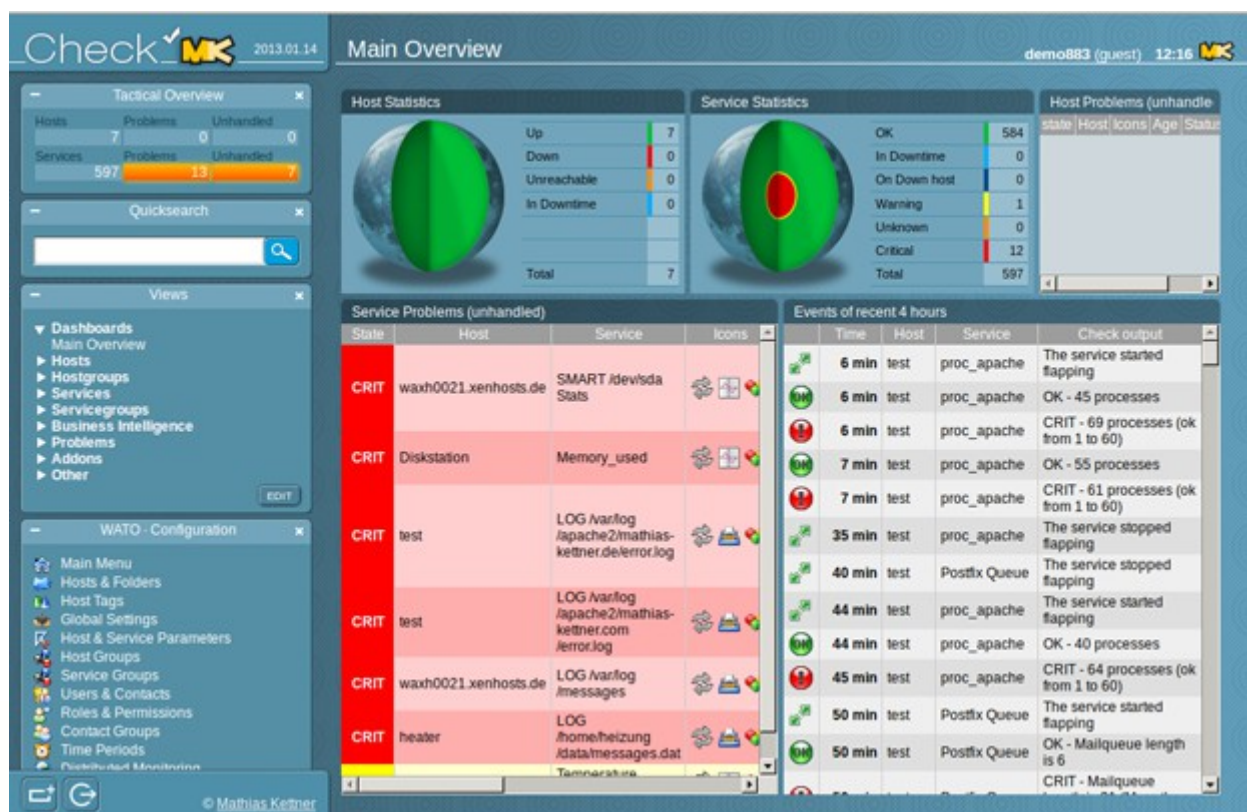 Check MK 2013.01.14
Main Overview
demo883 (guest) 12:16
Tactical Overview
Hosts Problems Unhandled
7 0 0
Services Problems Unhandled
597 13 7
Quicksearch
Views
Dashboards
Main Overview
Hosts
Hostgroups
Services
Servicegroups
Business Intelligence
Problems
Addons
Other
EDIT
WATO - Configuration
Main Menu
Hosts & Folders
Host Tags
Global Settings
Host & Service Parameters
Host Groups
Service Groups
Users & Contacts
Roles & Permissions
Contact Groups
Time Periods
Distributed Monitoring
© Mathias Kettner
Host Statistics
Up 7
Down 0
Unreachable 0
In Downtime 0
Total 7
Service Statistics
OK 584
In Downtime 0
On Down host 0
Warning 1
Unknown 0
Critical 12
Total 597
Host Problems (unhandle
state Host Icons Age Status
Service Problems (unhandled)
State Host Service Icons
CRIT waxh0021.xenhosts.de SMART /dev/sda
Stats
CRIT Diskstation Memory_used
CRIT test LOG /var/log
/apache2/mathias-
kettner.de/error.log
CRIT test LOG /var/log
/apache2/mathias-
kettner.com
/error.log
CRIT waxh0021.xenhosts.de LOG /var/log
/messages
CRIT heater LOG
/home/heizung
/data/messages.dat
Temperature
Events of recent 4 hours
Time Host Service Check output
6 min test proc_apache The service started
flapping
OK 6 min test proc_apache OK - 45 processes
6 min test proc_apache CRIT - 69 processes (ok
from 1 to 60)
OK 7 min test proc_apache OK - 55 processes
7 min test proc_apache CRIT - 61 processes (ok
from 1 to 60)
35 min test proc_apache The service stopped
flapping
40 min test Postfix Queue The service stopped
flapping
44 min test proc_apache The service started
flapping
OK 44 min test proc_apache OK - 40 processes
45 min test proc_apache CRIT - 64 processes (ok
from 1 to 60)
50 min test Postfix Queue The service started
flapping
OK 50 min test Postfix Queue OK - Mailqueue length
is 6
CRIT - Mailqueue